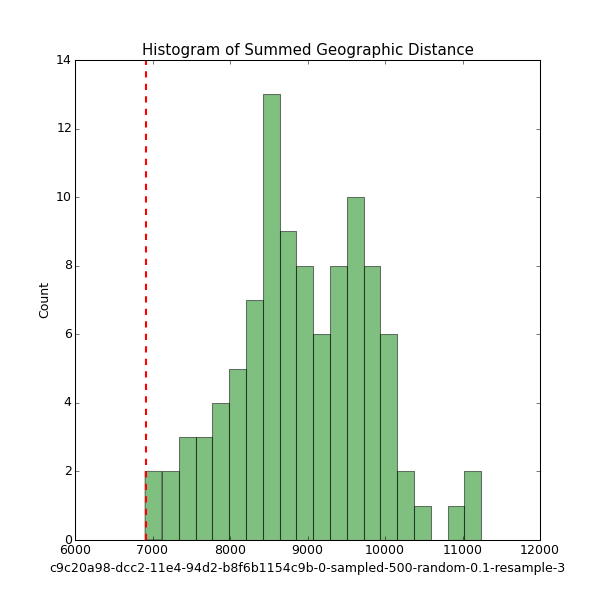 Histogram of Summed Geographic Distance
14
12
10
8
6
4
2
0
Count
6000 7000 8000 9000 10000 11000 12000
c9c20a98-dcc2-11e4-94d2-b8f6b1154c9b-0-sampled-500-random-0.1-resample-3